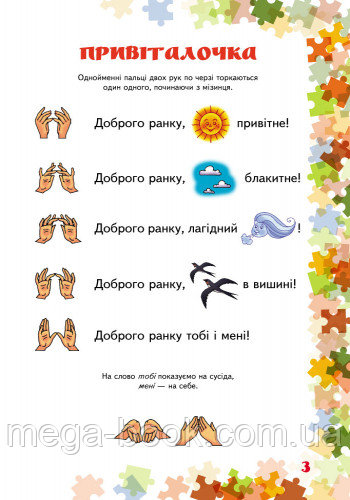 ПРИВІТАЛОЧКА
Однойменні пальці двох рук по черзі торкаються
один одного, починаючи з мізинця.
Доброго ранку, привітне!
Доброго ранку, блакитне!
Доброго ранку, лагідний !
Доброго ранку, в вишині!
Доброго ранку тобі і мені!
На слово тобі показуємо на сусіда,
мені — на себе.
mega-book.com.ua
3